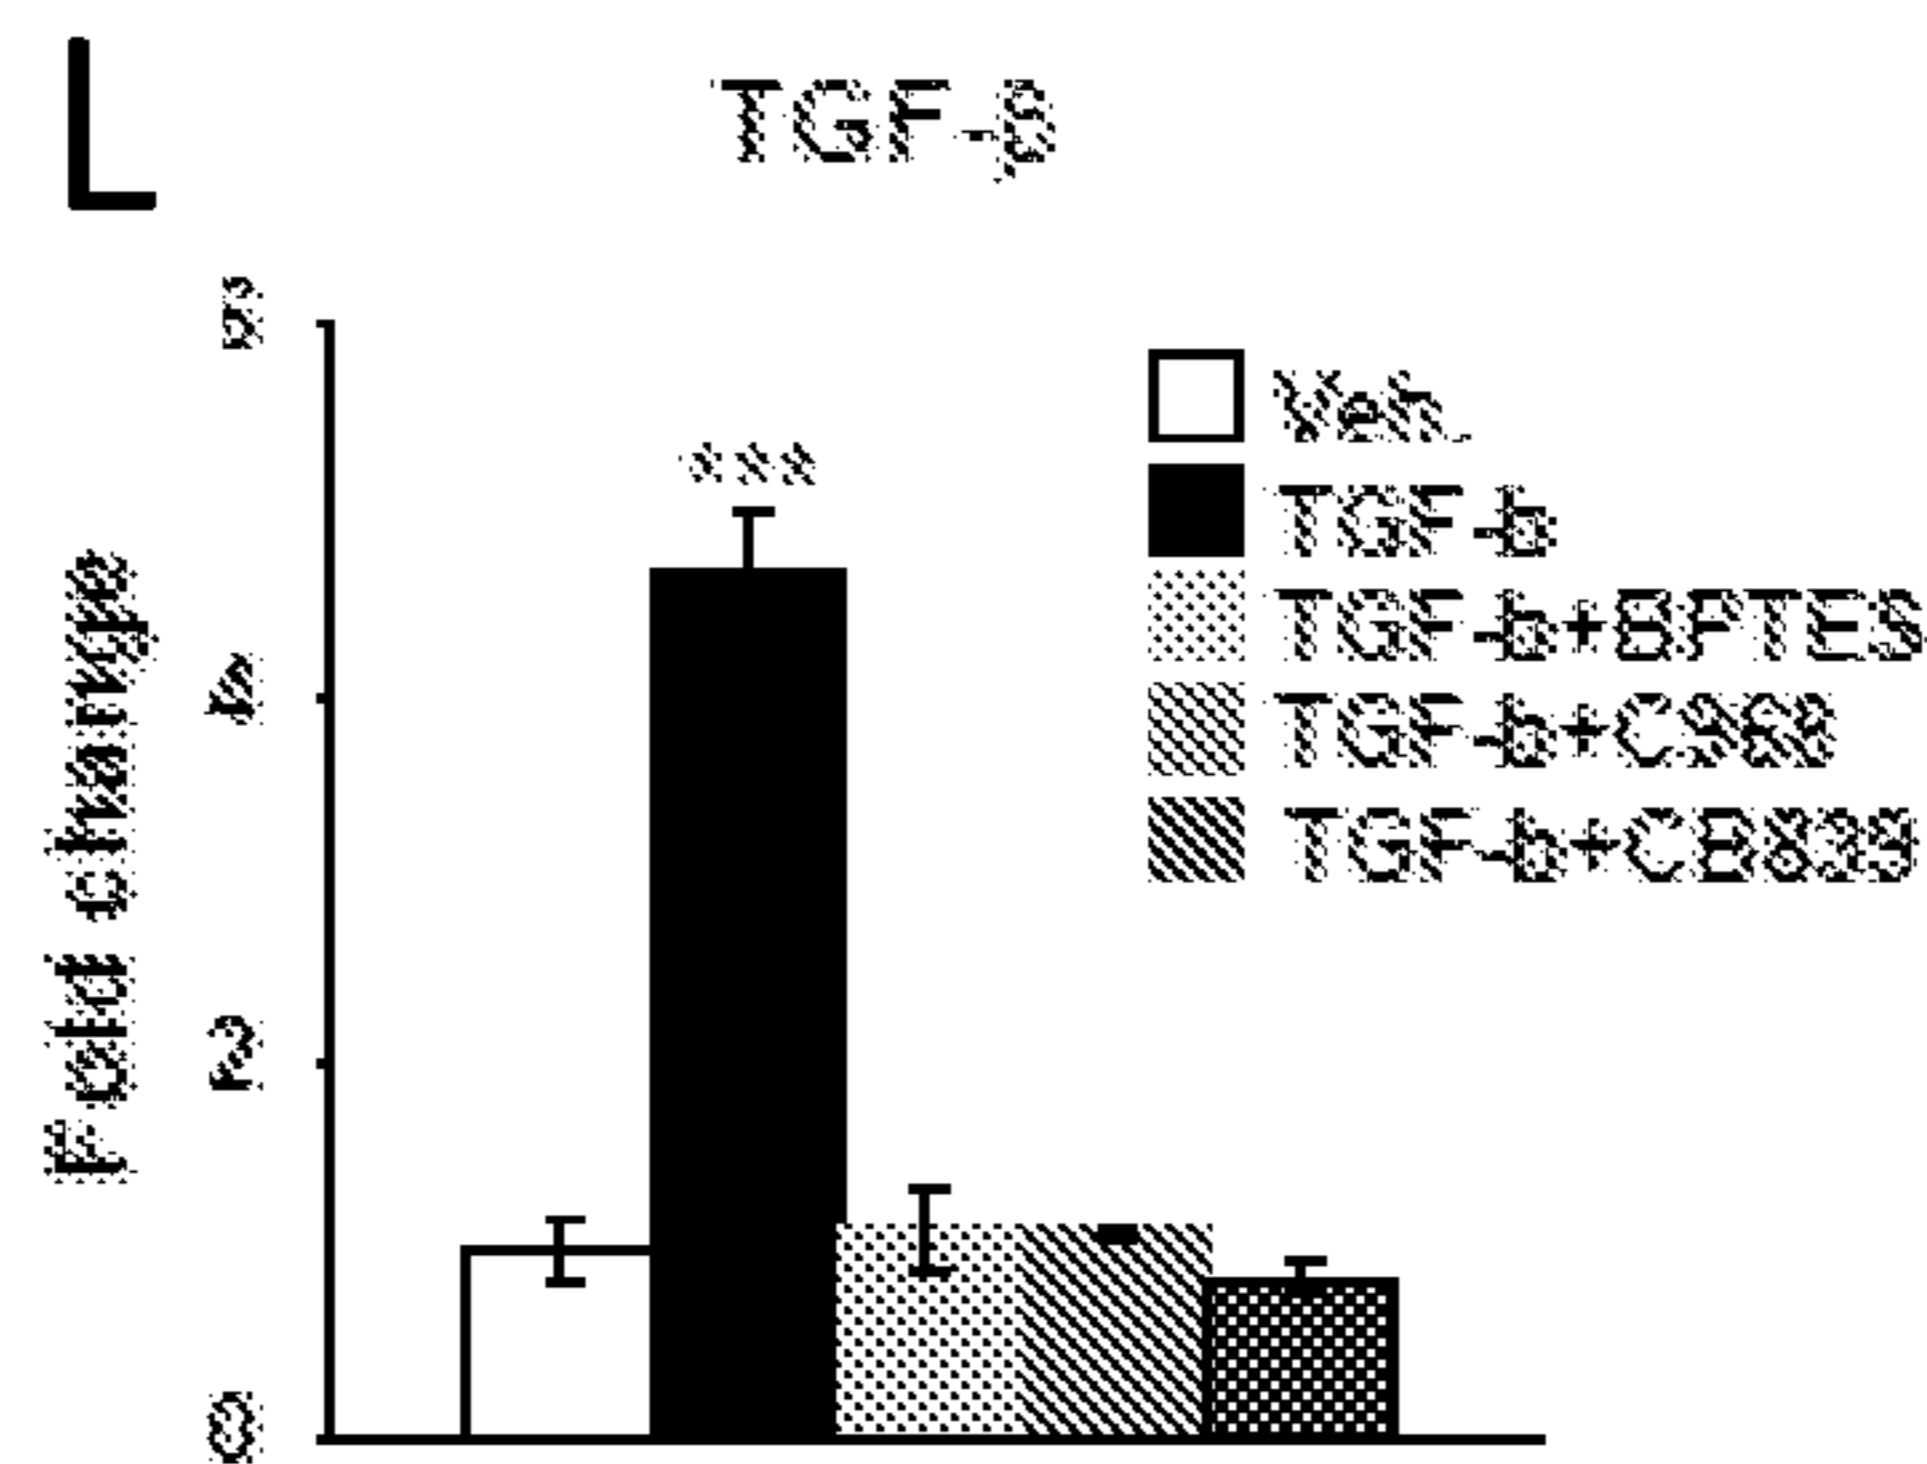 L
TGF-β
Fold change
6
4
2
0
***
Veh.
TGF-b
TGF-b+BPTES
TGF-b+C968
TGF-b+CB839